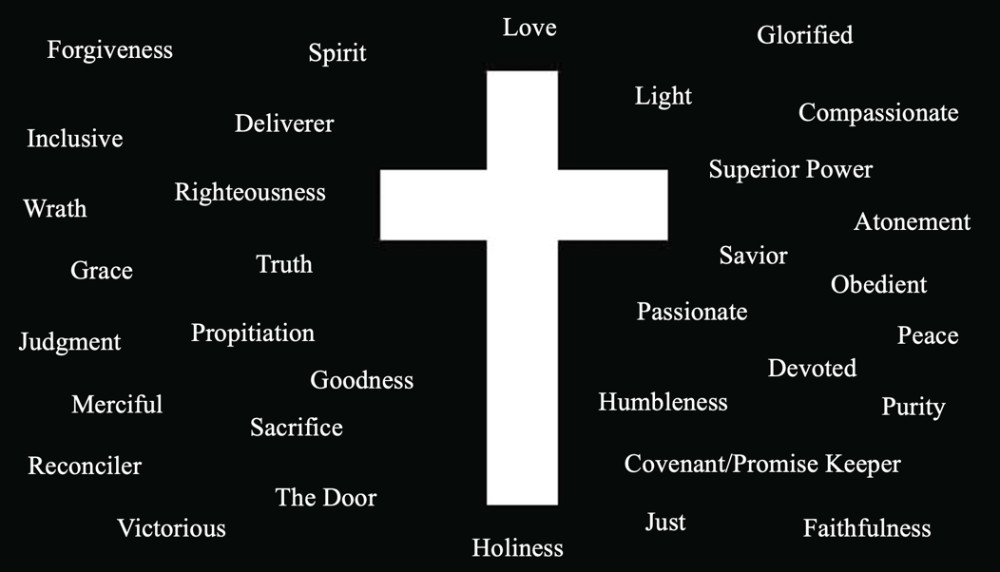 Love
Glorified
Forgiveness
Spirit
Light
Compassionate
Deliverer
Inclusive
Superior Power
Righteousness
Wrath
Atonement
Savior
Truth
Grace
Obedient
Passionate
Propitiation
Peace
Judgment
Devoted
Goodness
Humbleness
Merciful
Purity
Sacrifice
Covenant/Promise Keeper
Reconciler
The Door
Just
Victorious
Faithfulness
Holiness